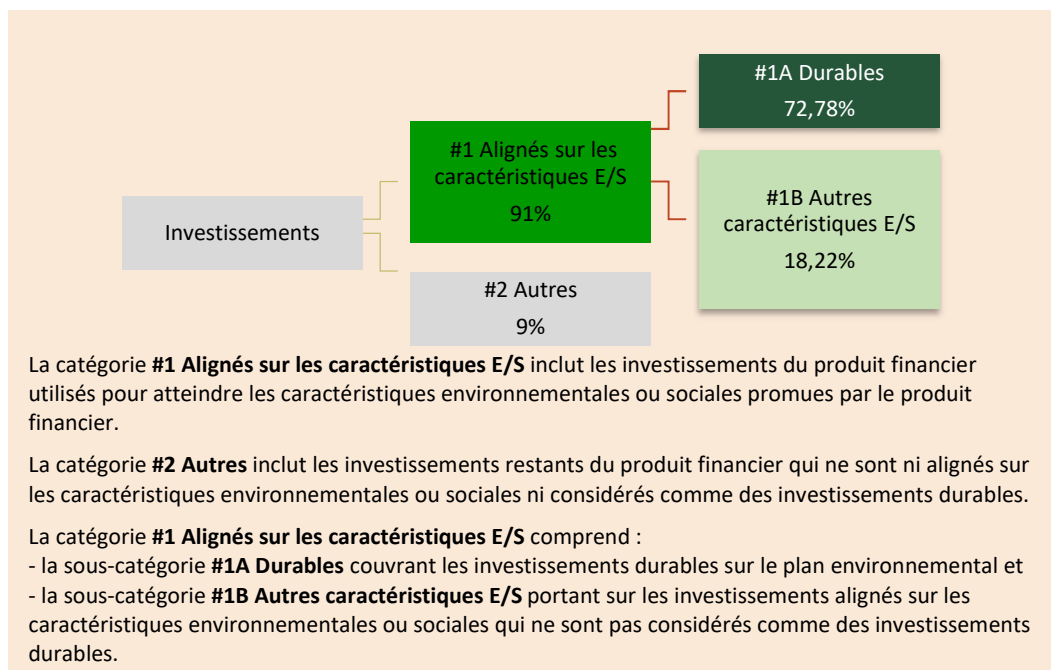 #1A Durables
72,78%
#1 Alignés sur les
caractéristiques E/S
91%
#1B Autres
caractéristiques E/S
18,22%
Investissements
#2 Autres
9%
La catégorie #1 Alignés sur les caractéristiques E/S inclut les investissements du produit financier
utilisés pour atteindre les caractéristiques environnementales ou sociales promues par le produit
financier.
La catégorie #2 Autres inclut les investissements restants du produit financier qui ne sont ni alignés sur
les caractéristiques environnementales ou sociales ni considérés comme des investissements durables.
La catégorie #1 Alignés sur les caractéristiques E/S comprend :
- la sous-catégorie #1A Durables couvrant les investissements durables sur le plan environnemental et
- la sous-catégorie #1B Autres caractéristiques E/S portant sur les investissements alignés sur les
caractéristiques environnementales ou sociales qui ne sont pas considérés comme des investissements
durables.